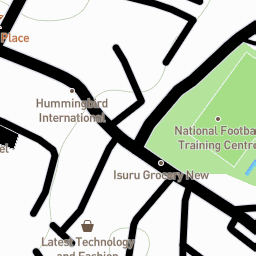 Place
Hummingbird
International
National Footba
Training Centre
Isuru Grocery New
Latest Technology
and Fashion